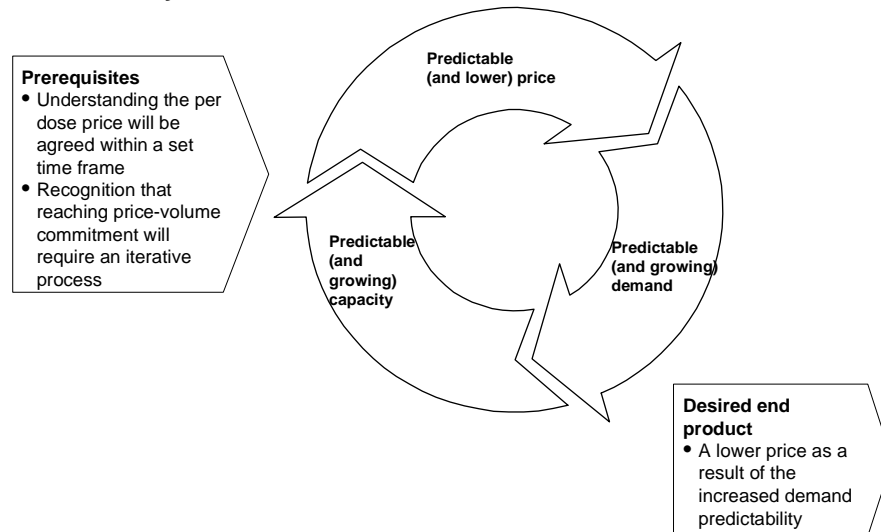 Prerequisites
• Understanding the per
dose price will be
agreed within a set
time frame
• Recognition that
reaching price-volume
commitment will
require an iterative
process
Predictable
(and lower) price
Predictable
(and growing)
demand
Predictable
(and
growing)
capacity
Desired end
product
• A lower price as a
result of the
increased demand
predictability